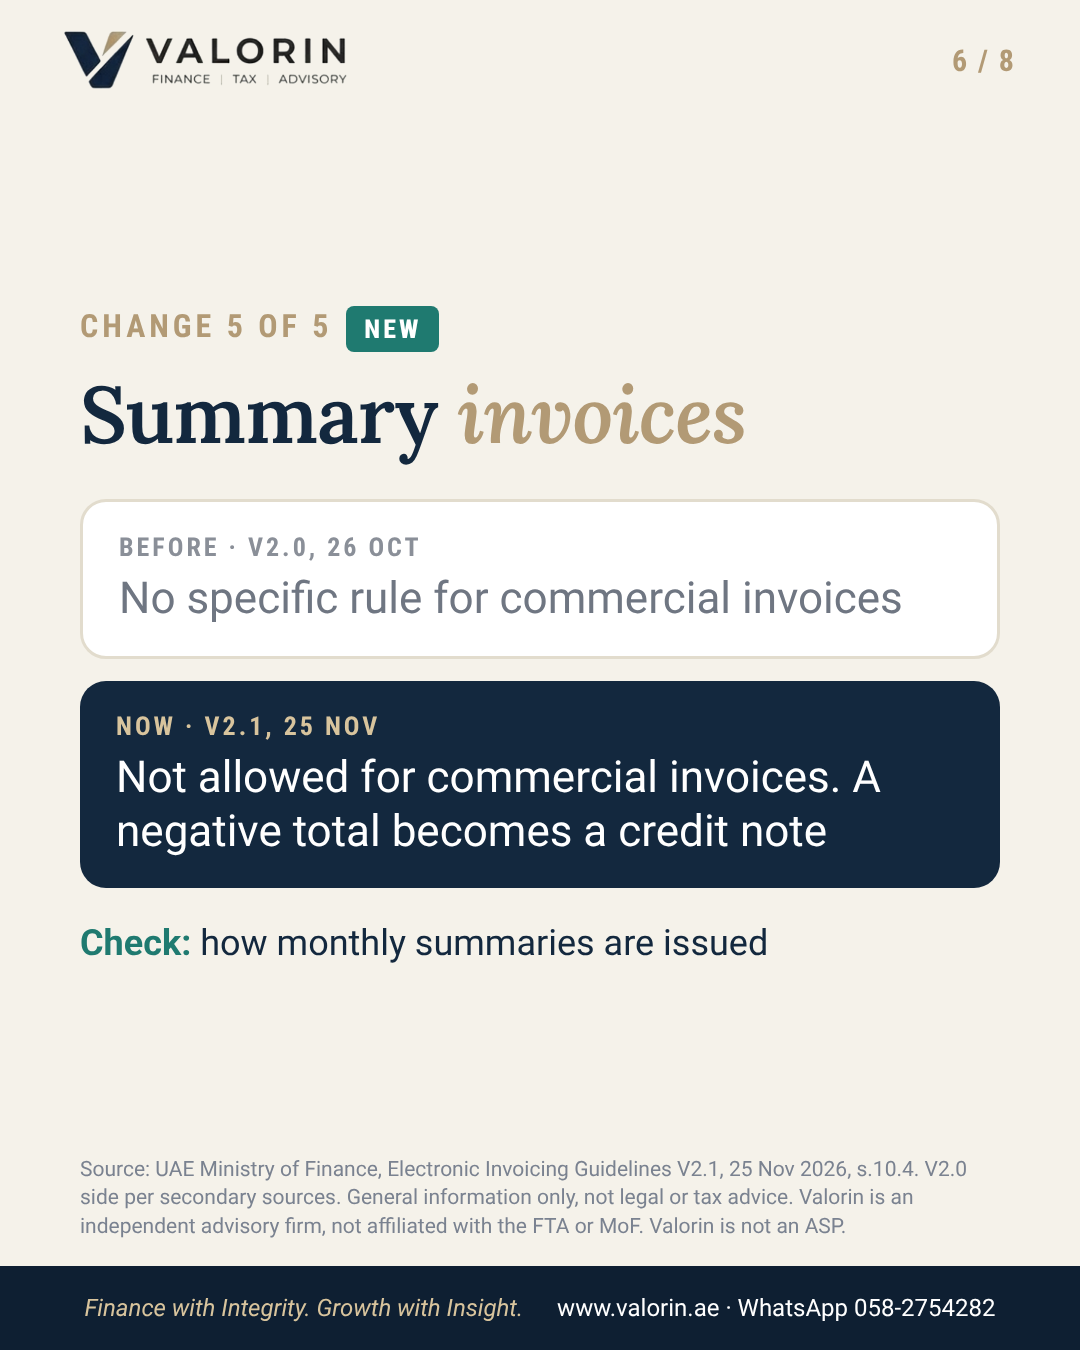 VALORIN
FINANCE | TAX | ADVISORY
6 / 8
CHANGE 5 OF 5 NEW
Summary invoices
BEFORE · V2.0, 26 OCT
No specific rule for commercial invoices
NOW · V2.1, 25 NOV
Not allowed for commercial invoices. A
negative total becomes a credit note
Check: how monthly summaries are issued
Source: UAE Ministry of Finance, Electronic Invoicing Guidelines V2.1, 25 Nov 2026, s.10.4. V2.0
side per secondary sources. General information only, not legal or tax advice. Valorin is an
independent advisory firm, not affiliated with the FTA or MoF. Valorin is not an ASP.
Finance with Integrity. Growth with Insight. www.valorin.ae · WhatsApp 058-2754282